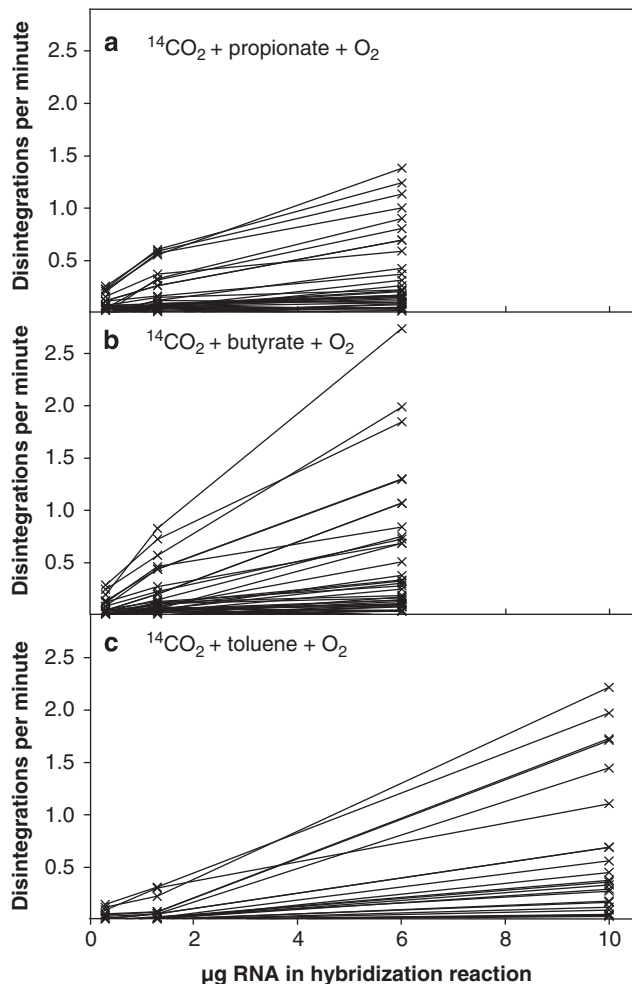 a ¹⁴CO₂ + propionate + O₂
Disintegrations per minute
2.5
2.0
1.5
1.0
0.5
b ¹⁴CO₂ + butyrate + O₂
Disintegrations per minute
2.5
2.0
1.5
1.0
0.5
c ¹⁴CO₂ + toluene + O₂
Disintegrations per minute
2.5
2.0
1.5
1.0
0.5
0 2 4 6 8 10
µg RNA in hybridization reaction